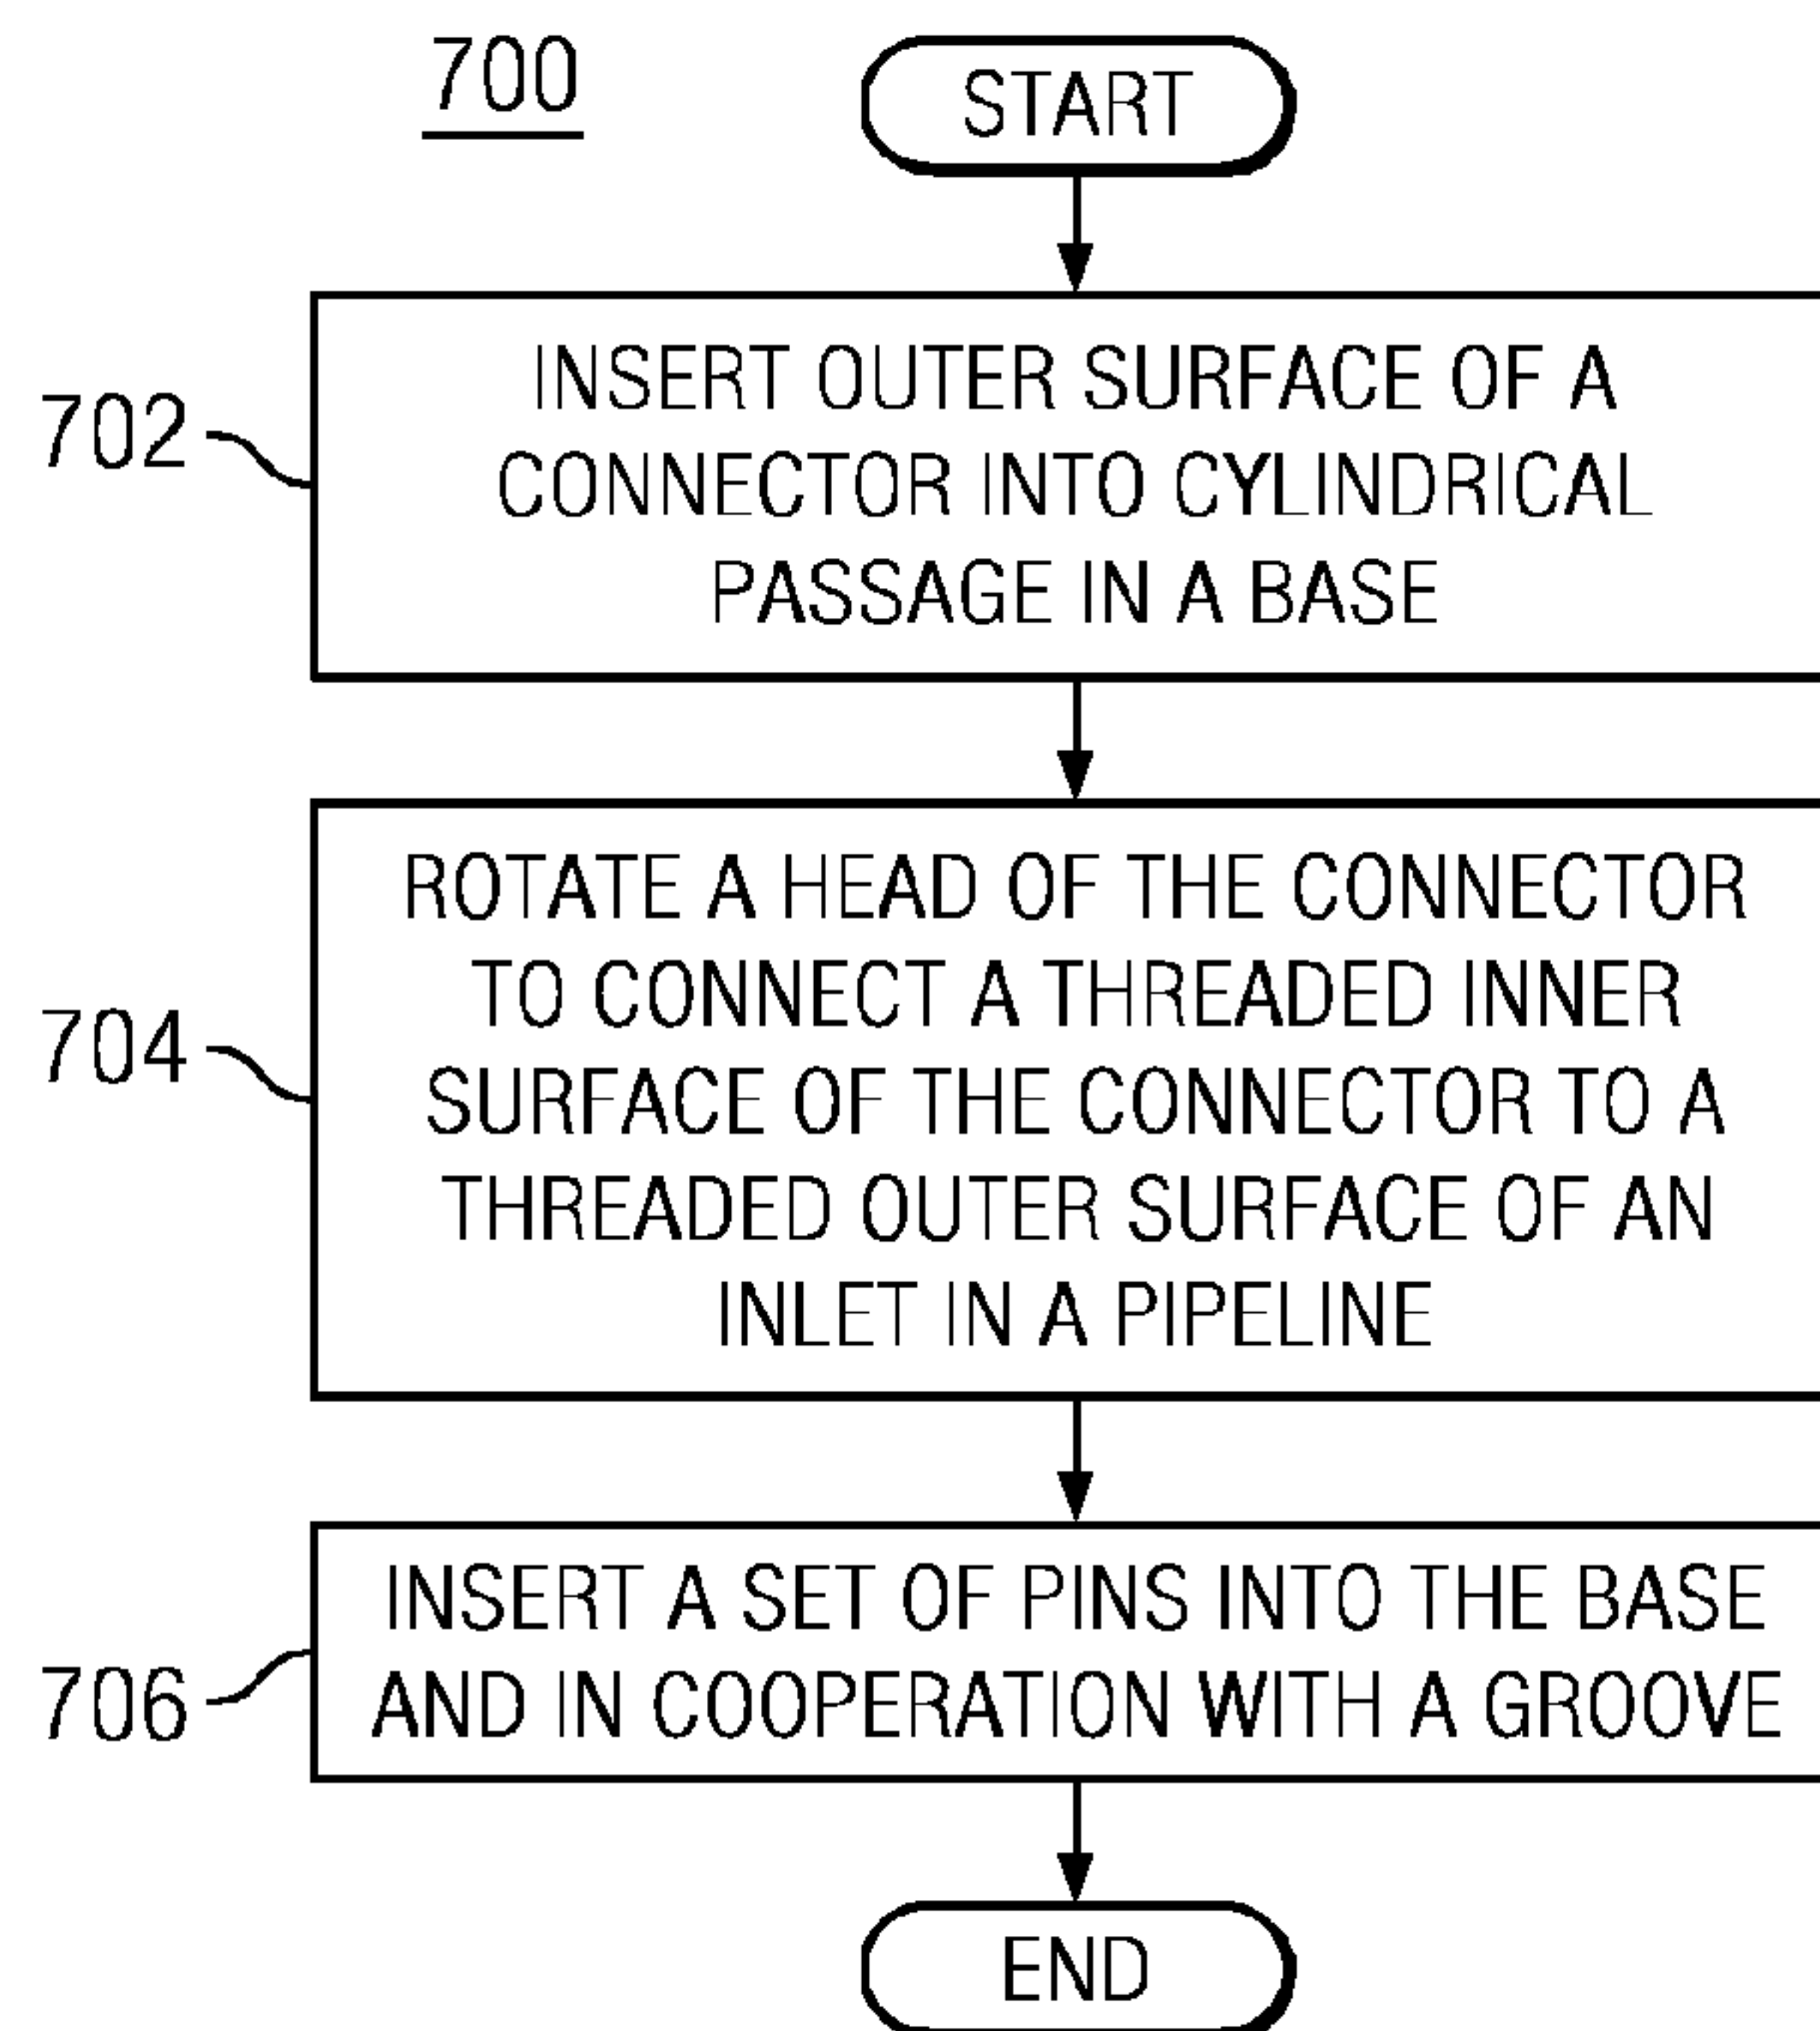 700
START
702
INSERT OUTER SURFACE OF A
CONNECTOR INTO CYLINDRICAL
PASSAGE IN A BASE
704
ROTATE A HEAD OF THE CONNECTOR
TO CONNECT A THREADED INNER
SURFACE OF THE CONNECTOR TO A
THREADED OUTER SURFACE OF AN
INLET IN A PIPELINE
706
INSERT A SET OF PINS INTO THE BASE
AND IN COOPERATION WITH A GROOVE
END